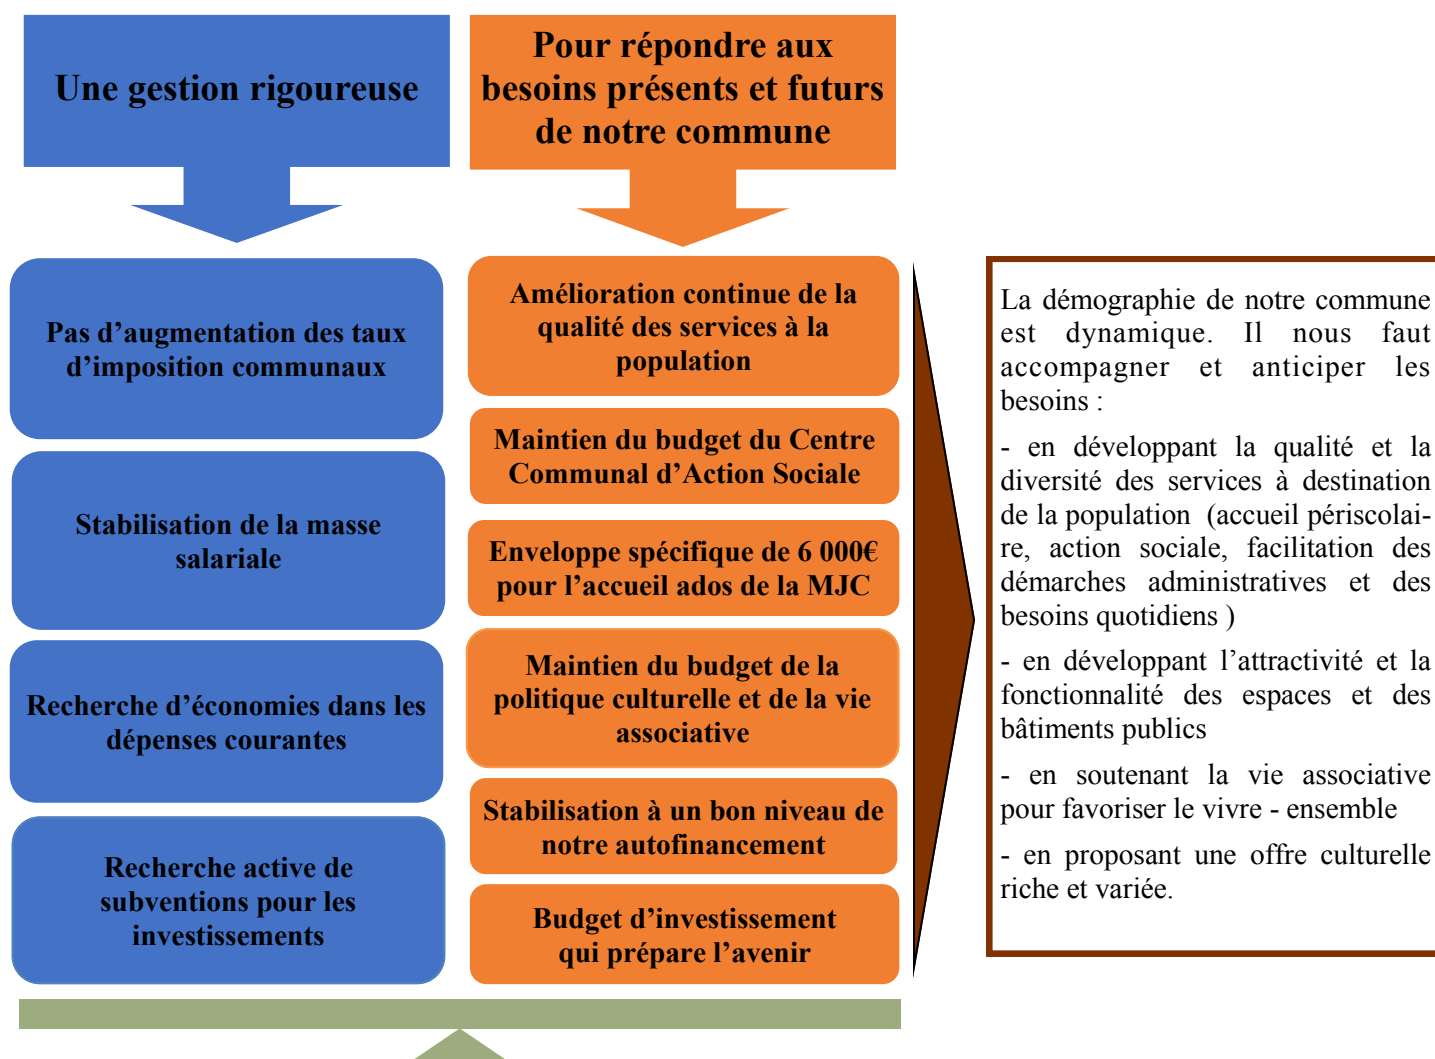 Une gestion rigoureuse
Pour répondre aux
besoins présents et futurs
de notre commune
Pas d’augmentation des taux
d’imposition communaux
Stabilisation de la masse
salariale
Recherche d’économies dans les
dépenses courantes
Recherche active de
subventions pour les
investissements
Amélioration continue de la
qualité des services à la
population
Maintien du budget du Centre
Communal d’Action Sociale
Enveloppe spécifique de 6 000€
pour l’accueil ados de la MJC
Maintien du budget de la
politique culturelle et de la vie
associative
Stabilisation à un bon niveau de
notre autofinancement
Budget d’investissement
qui prépare l’avenir
La démographie de notre commune
est dynamique. Il nous faut
accompagner et anticiper les
besoins :
- en développant la qualité et la
diversité des services à destination
de la population (accueil périscolai-
re, action sociale, facilitation des
démarches administratives et des
besoins quotidiens )
- en développant l’attractivité et la
fonctionnalité des espaces et des
bâtiments publics
- en soutenant la vie associative
pour favoriser le vivre - ensemble
- en proposant une offre culturelle
riche et variée.